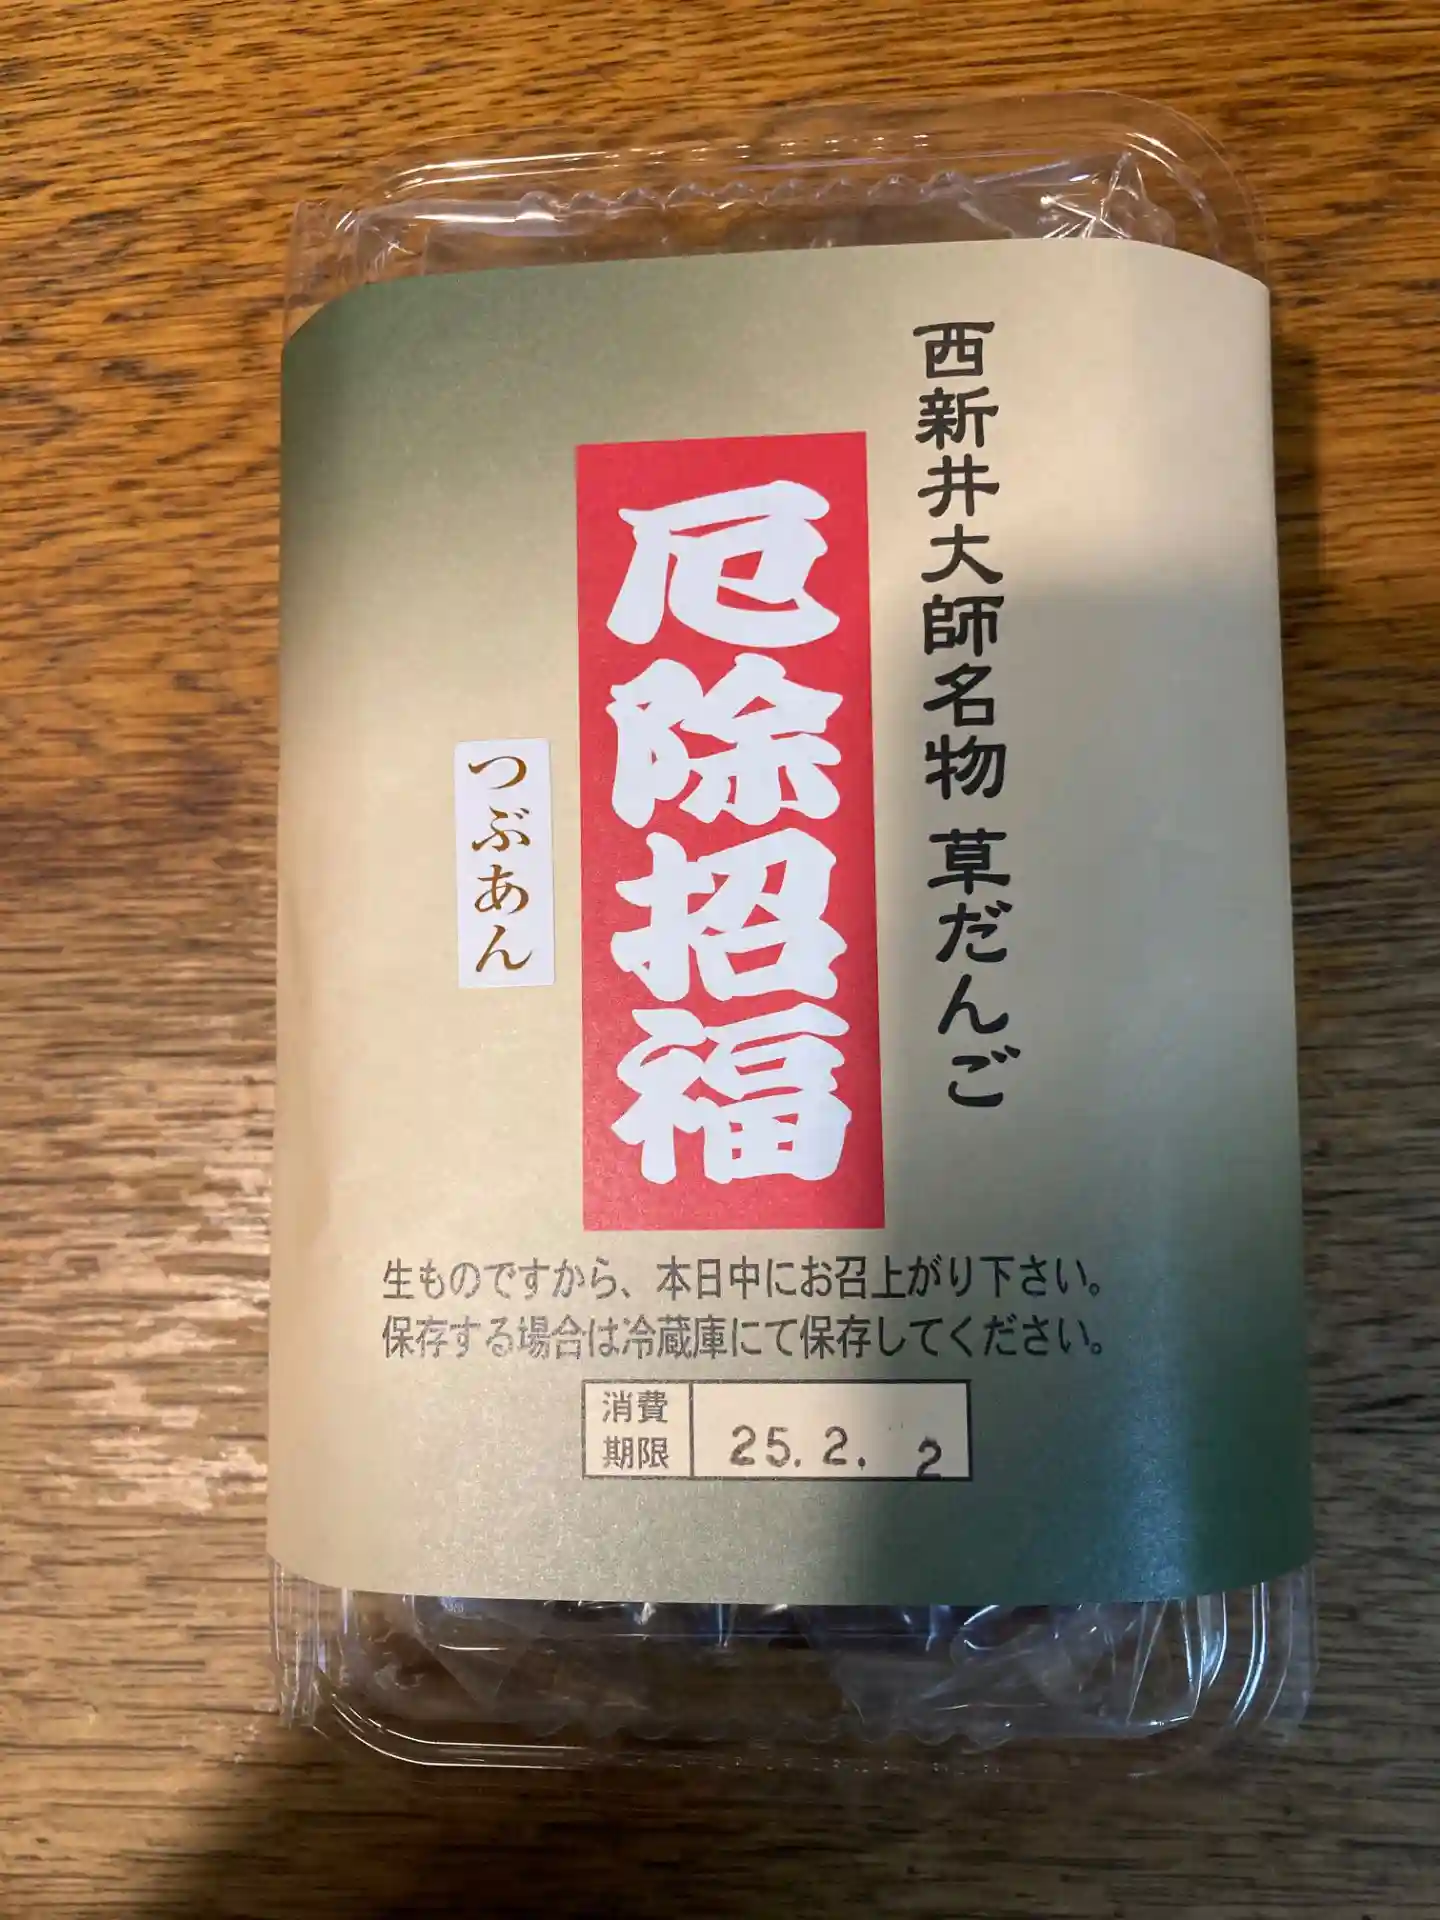 西新井大師名物 草だんご
厄除招福
つぶあん
生ものですから、本日中にお召上がり下さい。
保存する場合は冷蔵庫にて保存してください。
消費
期限
25.2. 2